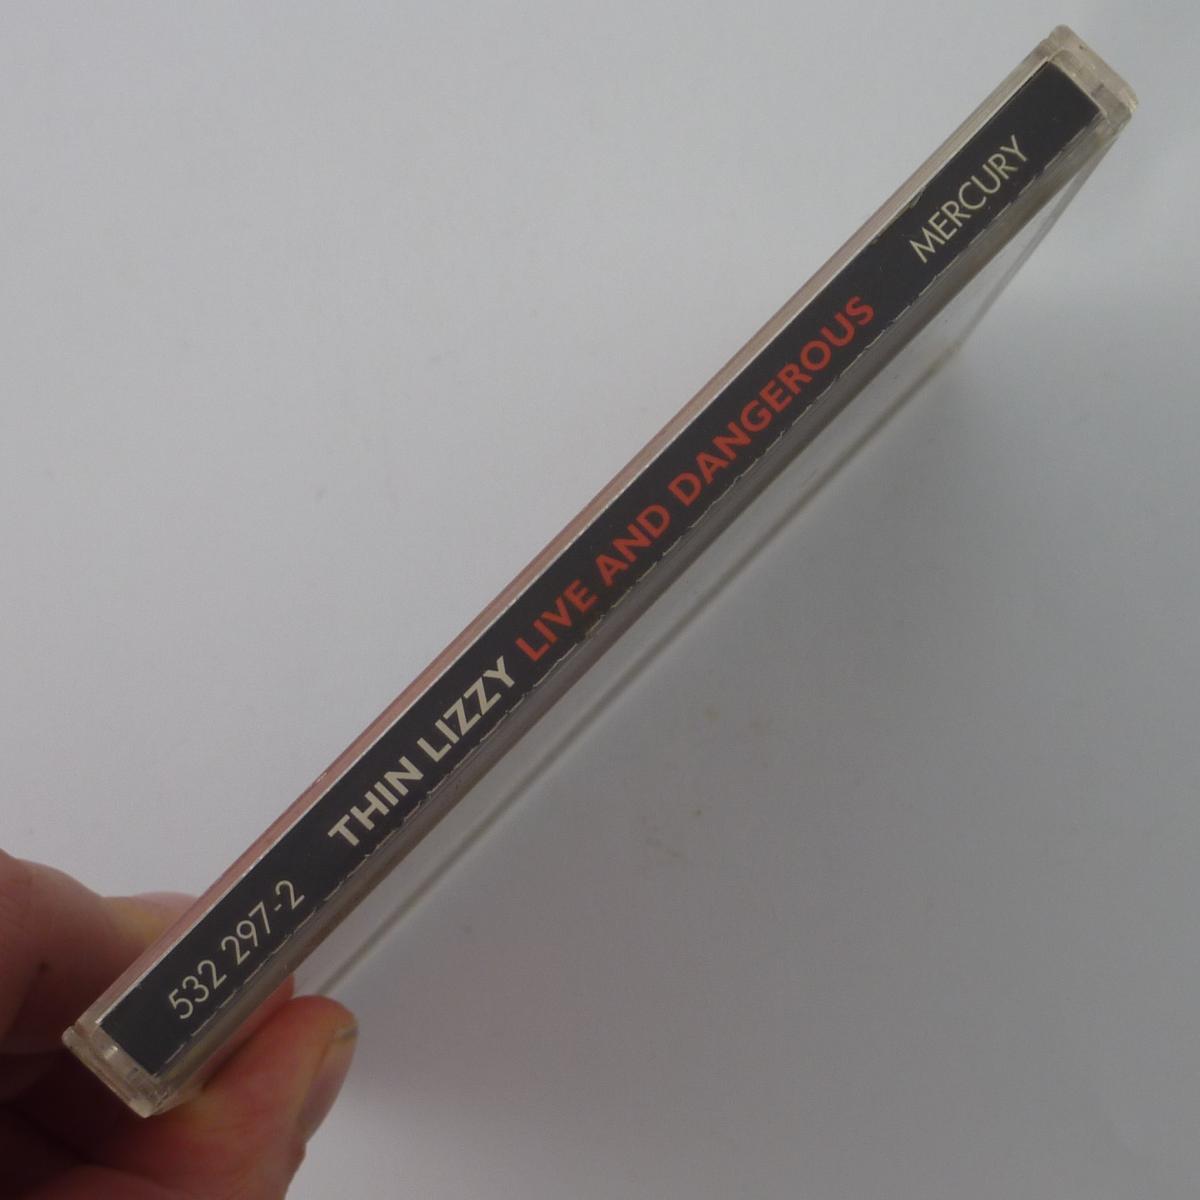 532 297-2 THIN LIZZY LIVE AND DANGEROUS MERCURY